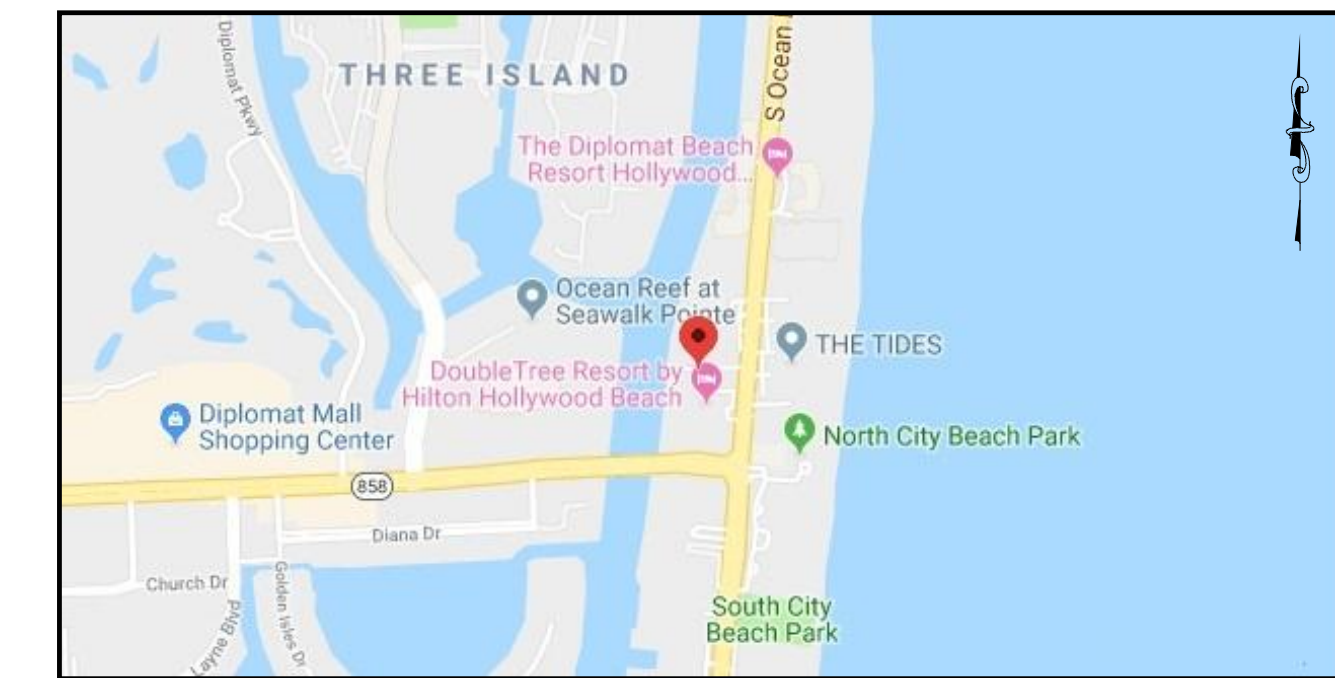 Diplomat Pkwy
THREE ISLAND
S Ocean
The Diplomat Beach
Resort Hollywood...
Ocean Reef at
Seawalk Pointe
THE TIDES
DoubleTree Resort by
Hilton Hollywood Beach
Diplomat Mall
Shopping Center
North City Beach Park
858
Diana Dr
Church Dr
Golden Isles Dr
Layne Blvd
South City
Beach Park